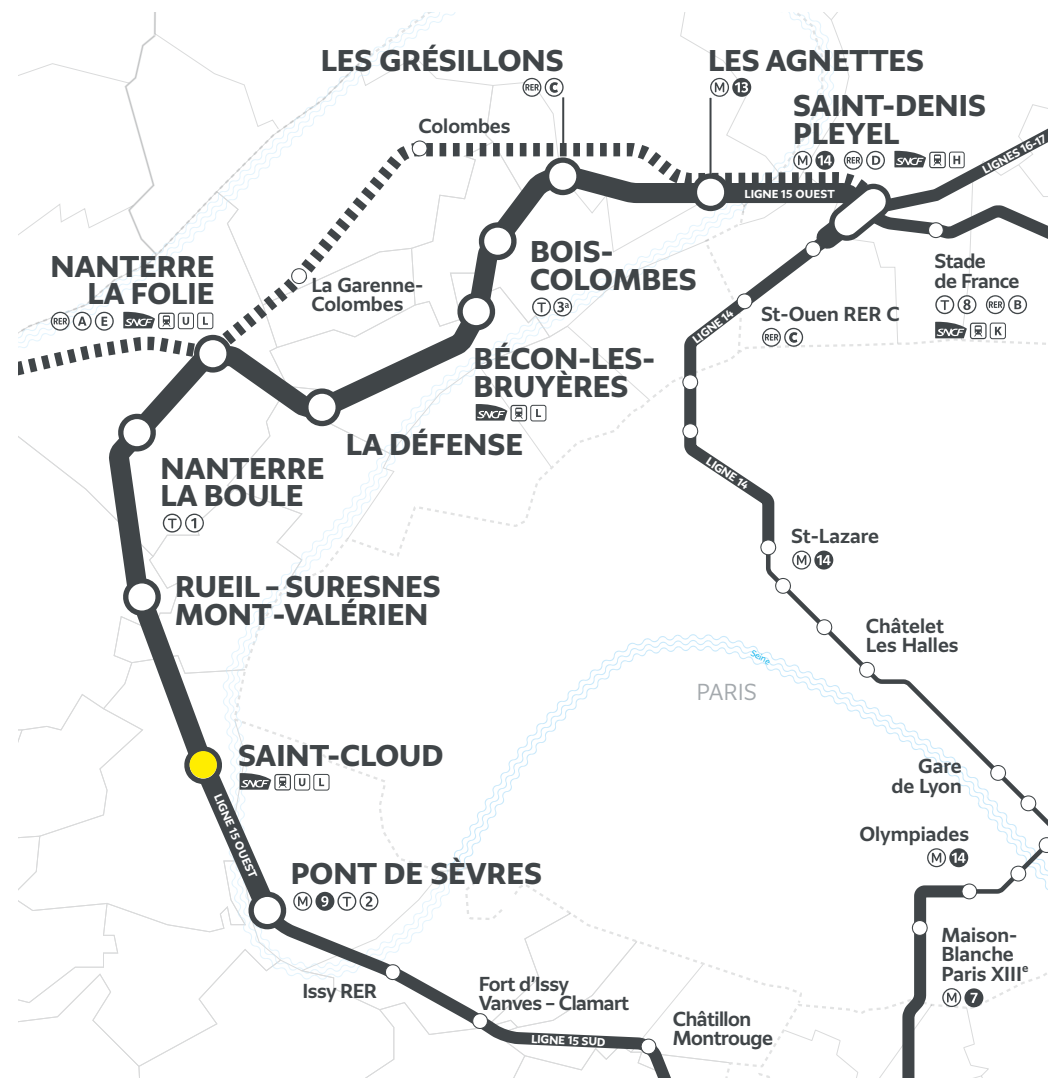 LES GRÉSILLONS
RER C
LES AGNETTES
M 13
SAINT-DENIS
PLEYEL
M 14 RER D SNCF H
LIGNES 16-17
Colombes
LIGNE 15 OUEST
NANTERRE
LA FOLIE
RER A E SNCF U L
La Garenne-
Colombes
BOIS-
COLOMBES
T 3a
Stade
de France
T 8 RER B
SNCF K
St-Ouen RER C
RER C
LIGNE 14
BÉCON-LES-
BRUYÈRES
SNCF L
LA DÉFENSE
NANTERRE
LA BOULE
T 1
LIGNE 14
St-Lazare
M 14
RUEIL – SURESNES
MONT-VALÉRIEN
Châtelet
Les Halles
Seine
PARIS
SAINT-CLOUD
SNCF U L
LIGNE 15 OUEST
Gare
de Lyon
Olympiades
M 14
PONT DE SÈVRES
M 9 T 2
Maison-
Blanche
Paris XIIIe
M 7
Issy RER
Fort d'Issy
Vanves – Clamart
LIGNE 15 SUD
Châtillon
Montrouge